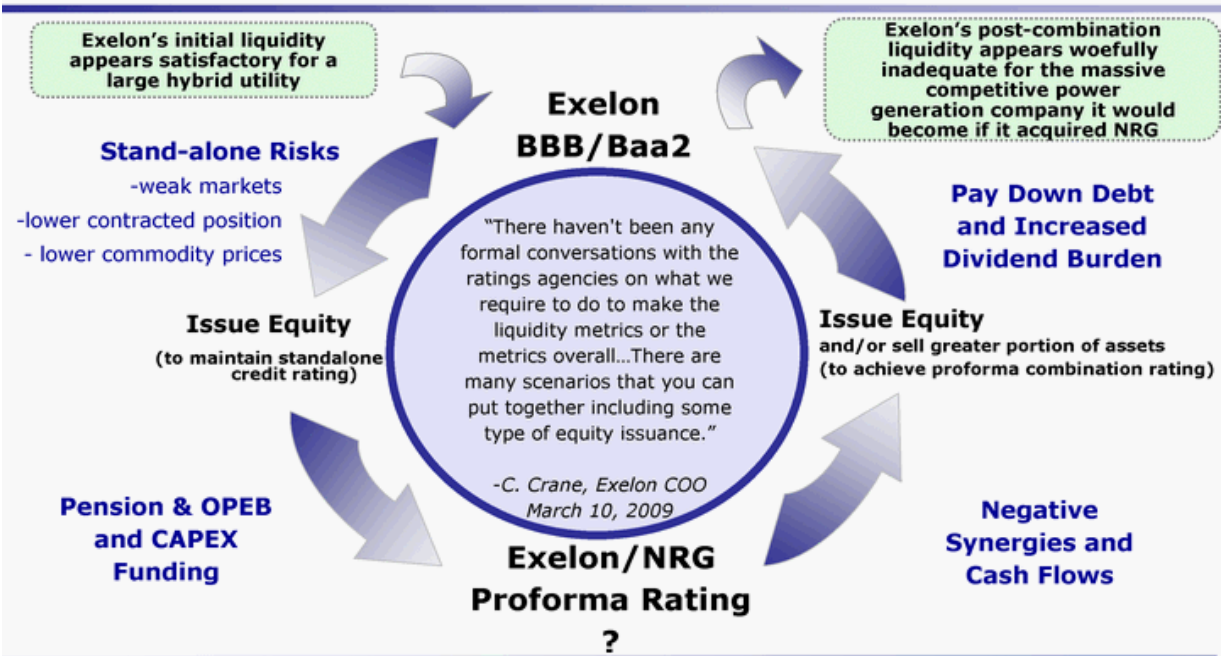 Exelon's initial liquidity
appears satisfactory for a
large hybrid utility
Exelon's post-combination
liquidity appears woefully
inadequate for the massive
competitive power
generation company it would
become if it acquired NRG
Exelon
BBB/Baa2
Stand-alone Risks
-weak markets
-lower contracted position
- lower commodity prices
Issue Equity
(to maintain standalone
credit rating)
Pension & OPEB
and CAPEX
Funding
"There haven't been any
formal conversations with the
ratings agencies on what we
require to do to make the
liquidity metrics or the
metrics overall...There are
many scenarios that you can
put together including some
type of equity issuance."
-C. Crane, Exelon COO
March 10, 2009
Exelon/NRG
Proforma Rating
?
Negative
Synergies and
Cash Flows
Issue Equity
and/or sell greater portion of assets
(to achieve proforma combination rating)
Pay Down Debt
and Increased
Dividend Burden